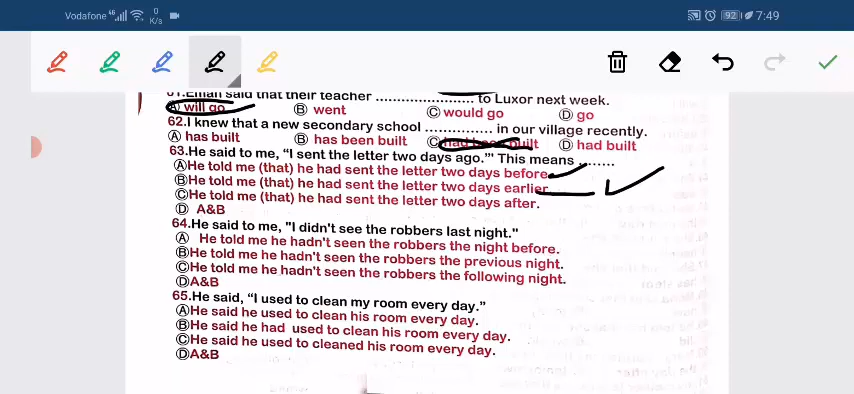 Vodafone 4G 0 K/s 92 7:49
61.Eman said that their teacher ........................ to Luxor next week.
Ⓐ will go Ⓑ went Ⓒ would go Ⓓ go
62.I knew that a new secondary school ................ in our village recently.
Ⓐ has built Ⓑ has been built Ⓒ had been built Ⓓ had built
63.He said to me, “I sent the letter two days ago.”' This means ........
ⒶHe told me (that) he had sent the letter two days before
ⒷHe told me (that) he had sent the letter two days earlier
ⒸHe told me (that) he had sent the letter two days after.
Ⓓ A&B
64.He said to me, "I didn't see the robbers last night."
Ⓐ He told me he hadn't seen the robbers the night before.
ⒷHe told me he hadn't seen the robbers the previous night.
ⒸHe told me he hadn't seen the robbers the following night.
ⒹA&B
65.He said, “I used to clean my room every day.”
ⒶHe said he used to clean his room every day.
ⒷHe said he had used to clean his room every day.
ⒸHe said he used to cleaned his room every day.
ⒹA&B